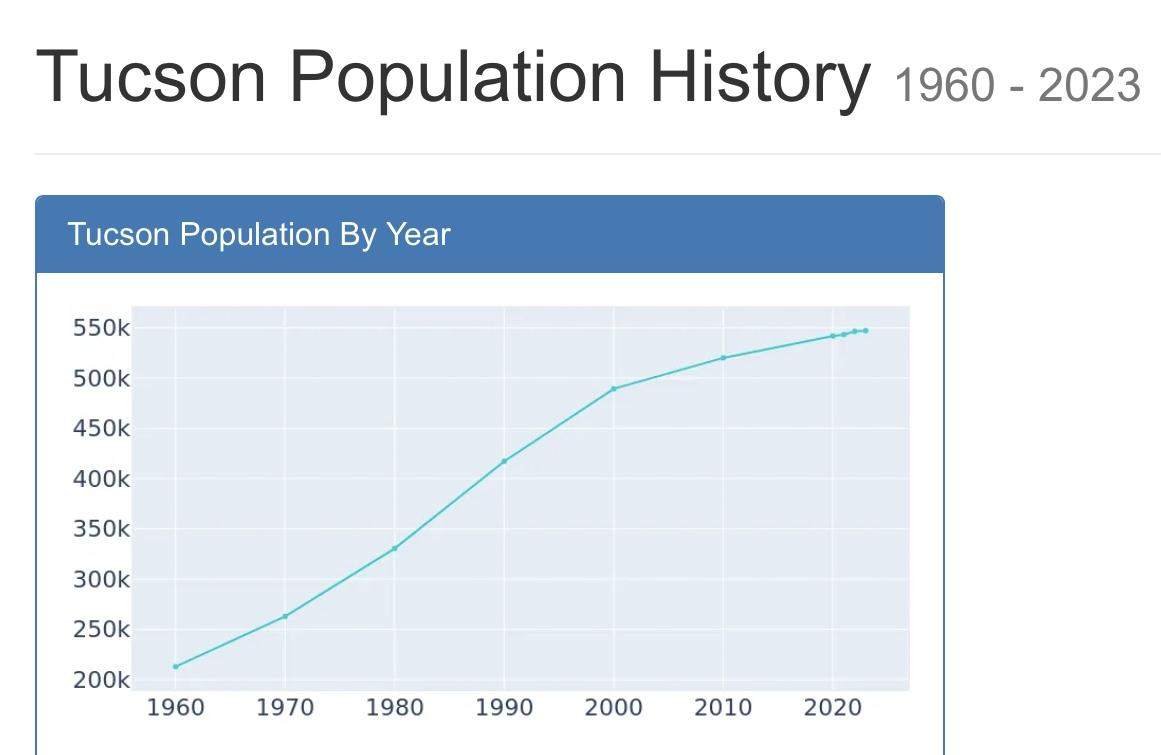 Tucson Population History 1960 - 2023
Tucson Population By Year
550k
500k
450k
400k
350k
300k
250k
200k
1960 1970 1980 1990 2000 2010 2020